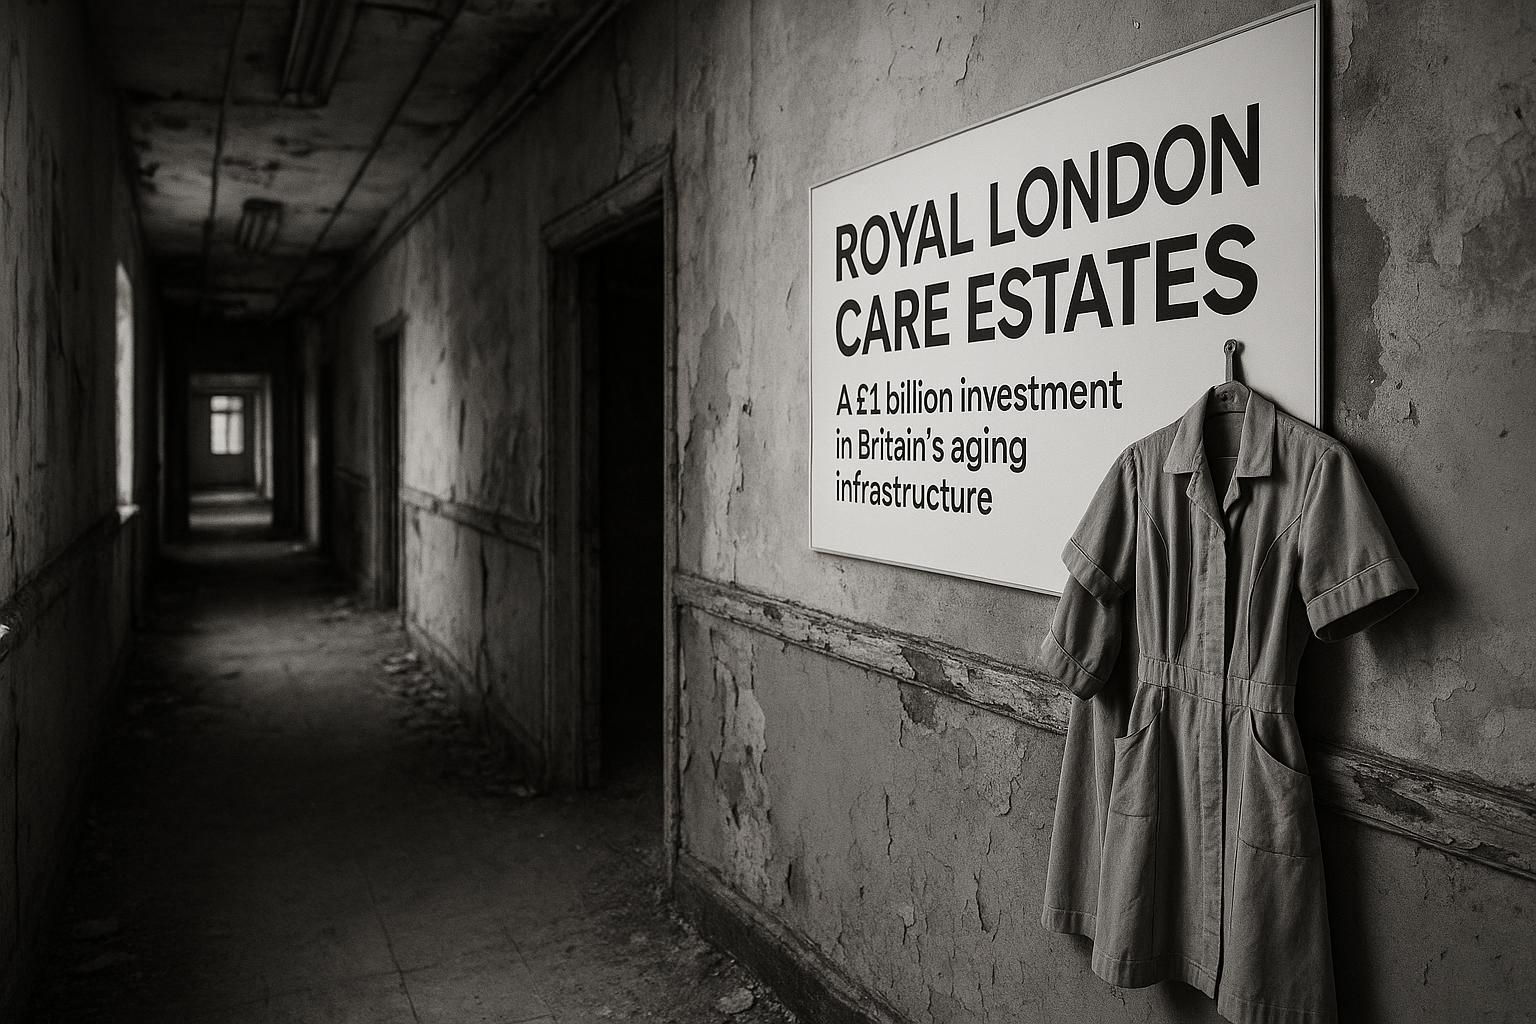 ROYAL LONDON
CARE ESTATES
A £1 billion investment
in Britain's aging
infrastructure